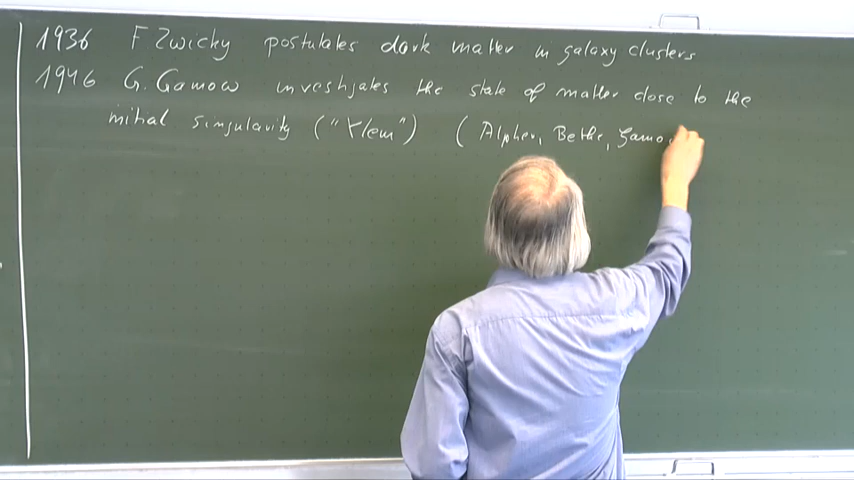 1936 F Zwicky postulates dark matter in galaxy clusters
1946 G. Gamow investigates the state of matter close to the
initial singularity ("Ylem") (Alpher, Bethe, Gamo